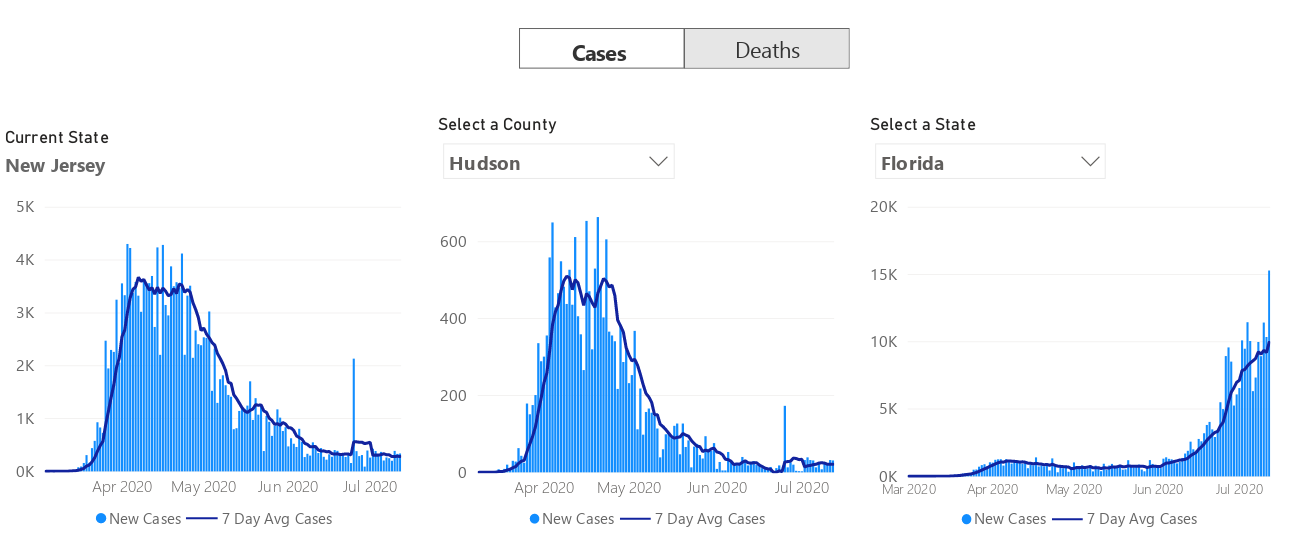 Cases Deaths
Current State
New Jersey
Select a County
Hudson
Select a State
Florida
5K
4K
3K
2K
1K
0K
Apr 2020 May 2020 Jun 2020 Jul 2020
New Cases 7 Day Avg Cases
600
400
200
0
Apr 2020 May 2020 Jun 2020 Jul 2020
New Cases 7 Day Avg Cases
20K
15K
10K
5K
0K
Mar 2020 Apr 2020 May 2020 Jun 2020 Jul 2020
New Cases 7 Day Avg Cases